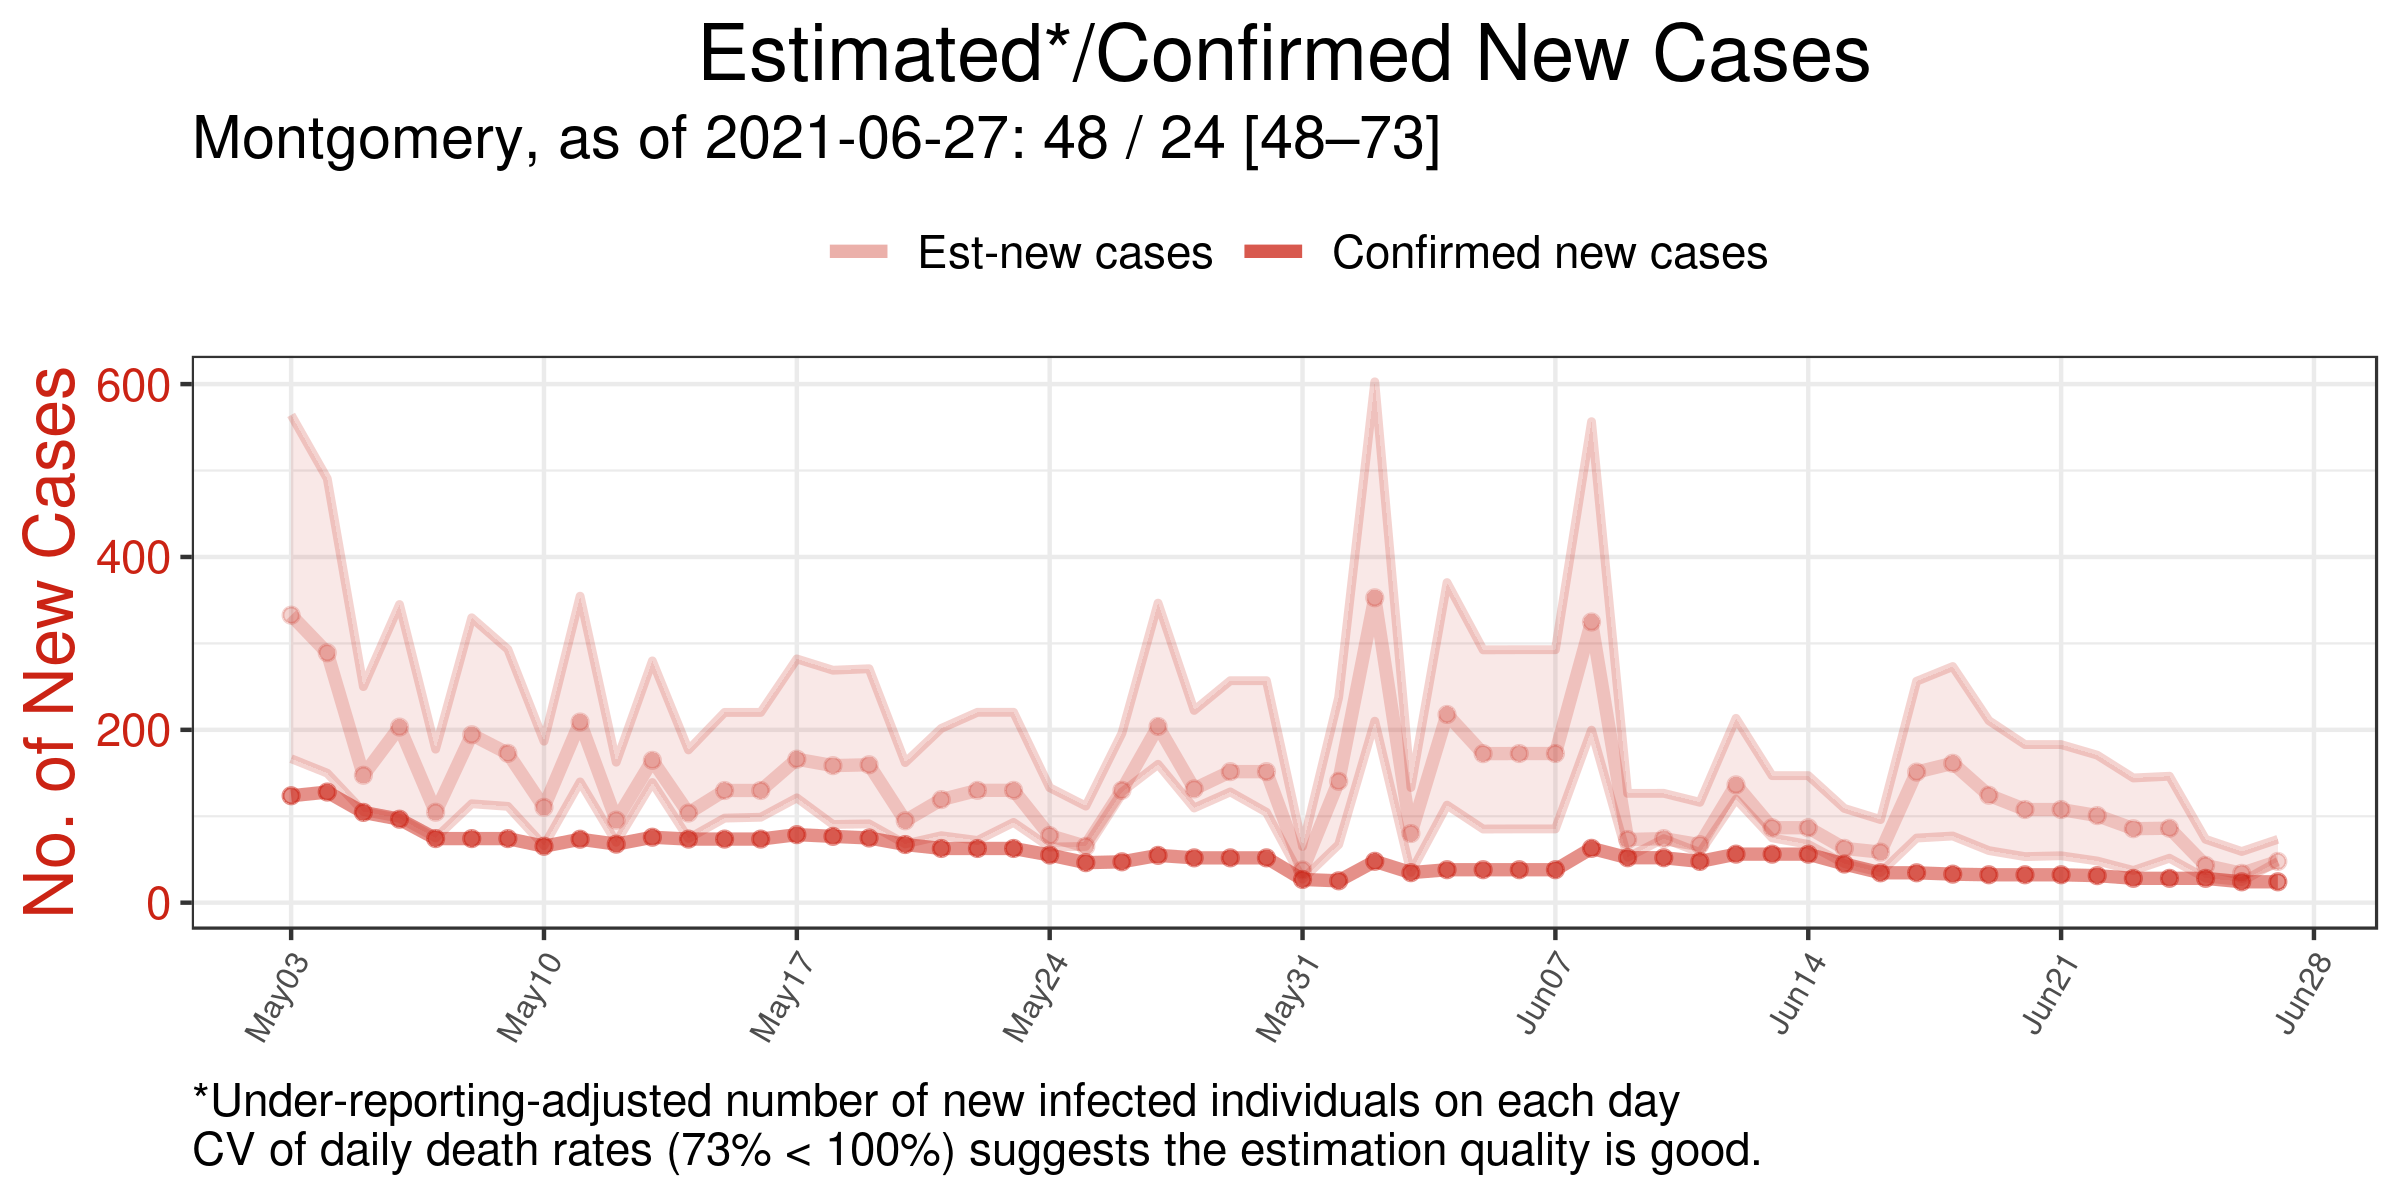 Estimated*/Confirmed New Cases
Montgomery, as of 2021-06-27: 48 / 24 [48–73]
Est-new cases
Confirmed new cases
No. of New Cases
600
400
200
0
May03
May10
May17
May24
May31
Jun07
Jun14
Jun21
Jun28
*Under-reporting-adjusted number of new infected individuals on each day
CV of daily death rates (73% < 100%) suggests the estimation quality is good.